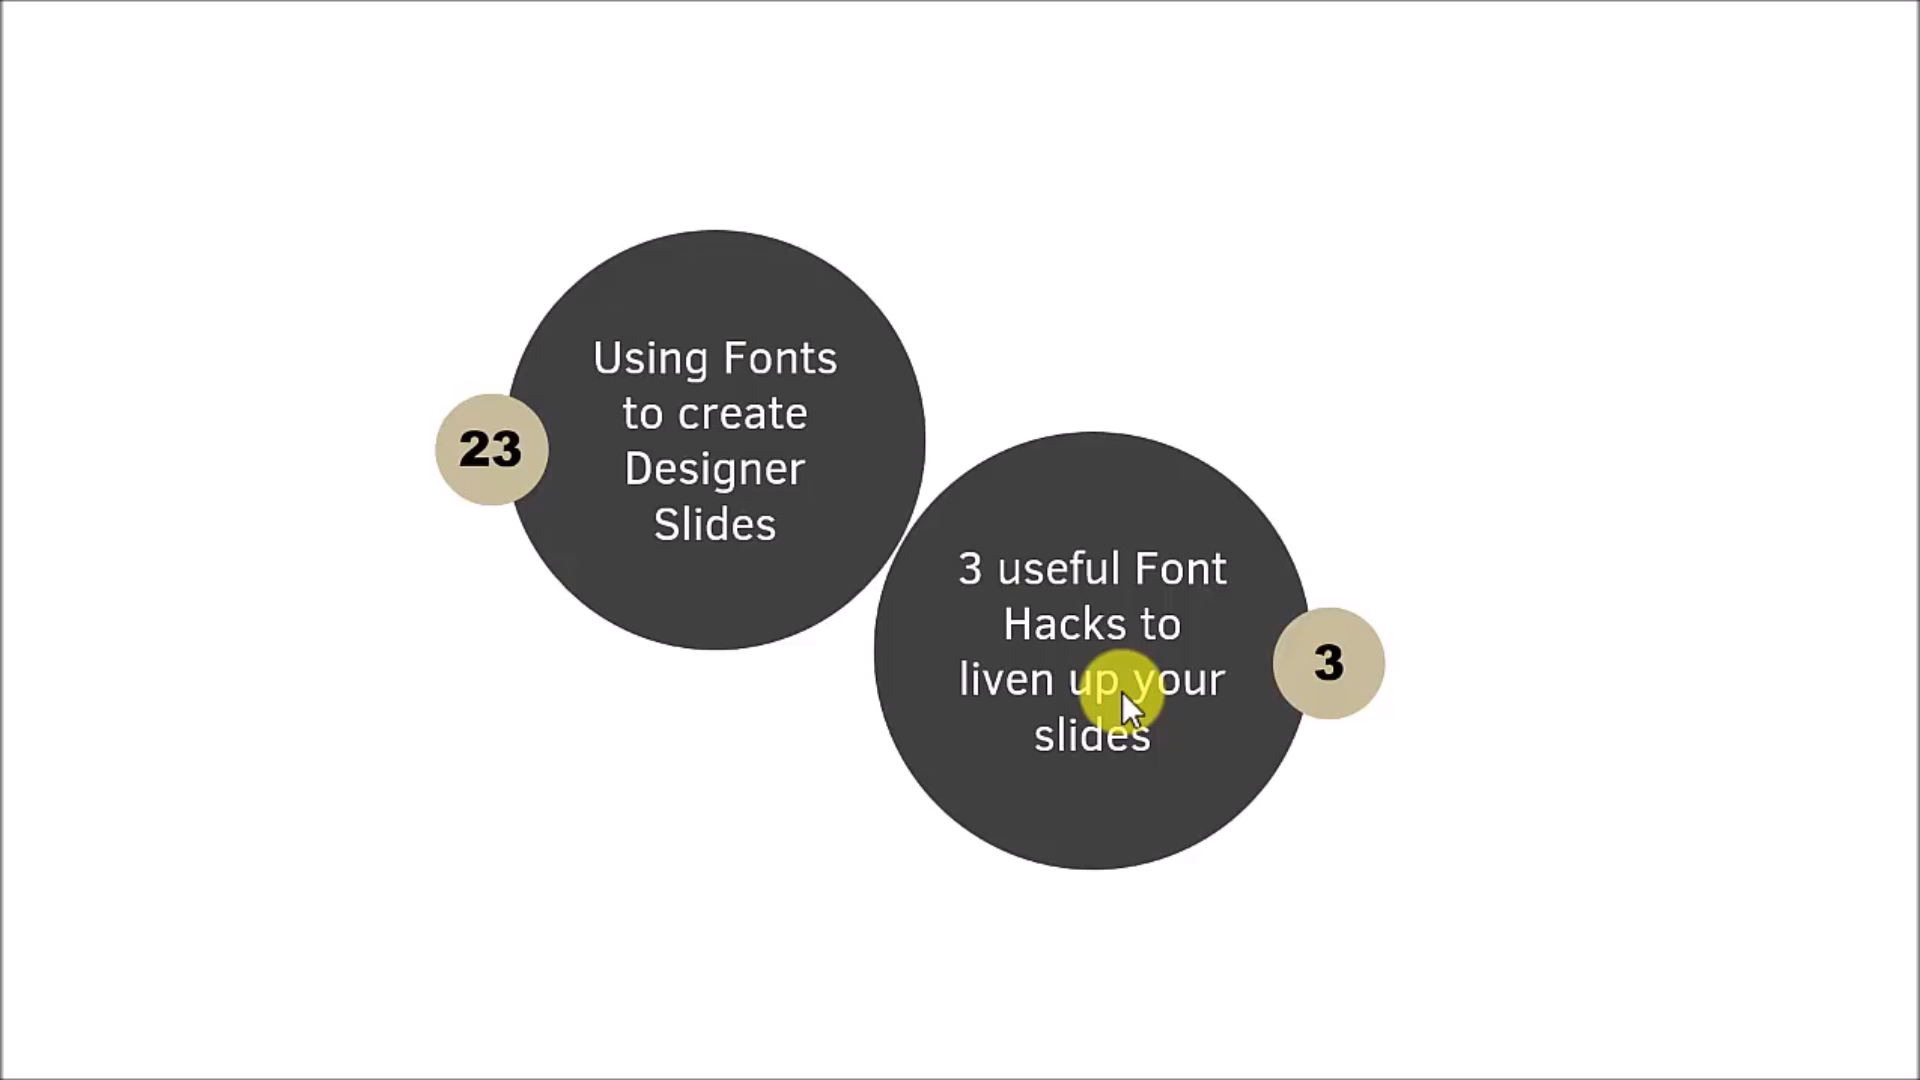 23
Using Fonts
to create
Designer
Slides
3 useful Font
Hacks to
liven up your
slides
3